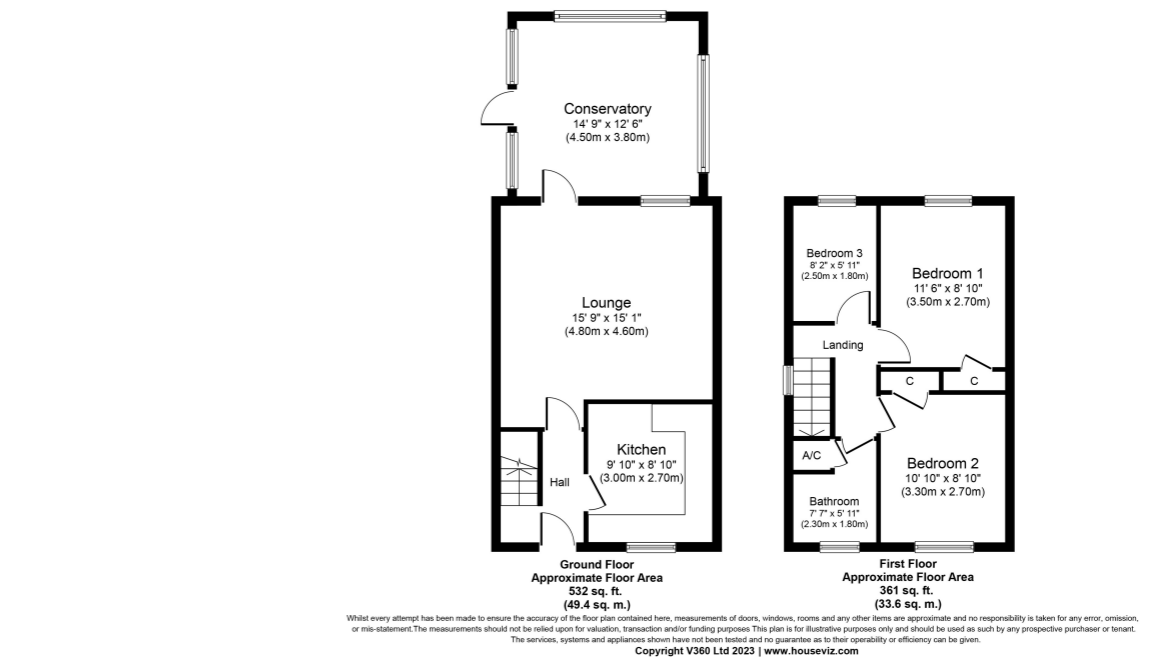 Conservatory
14' 9" x 12' 6"
(4.50m x 3.80m)
Lounge
15' 9" x 15' 1"
(4.80m x 4.60m)
Kitchen
9' 10" x 8' 10"
(3.00m x 2.70m)
Hall
Ground Floor
Approximate Floor Area
532 sq. ft.
(49.4 sq. m.)
Bedroom 3
8' 2" x 5' 11"
(2.50m x 1.80m)
Bedroom 1
11' 6" x 8' 10"
(3.50m x 2.70m)
Landing
C
C
A/C
Bedroom 2
10' 10" x 8' 10"
(3.30m x 2.70m)
Bathroom
7' 7" x 5' 11"
(2.30m x 1.80m)
First Floor
Approximate Floor Area
361 sq. ft.
(33.6 sq. m.)
Whilst every attempt has been made to ensure the accuracy of the floor plan contained here, measurements of doors, windows, rooms and any other items are approximate and no responsibility is taken for any error, omission,
or mis-statement.The measurements should not be relied upon for valuation, transaction and/or funding purposes This plan is for illustrative purposes only and should be used as such by any prospective purchaser or tenant.
The services, systems and appliances shown have not been tested and no guarantee as to their operability or efficiency can be given.
Copyright V360 Ltd 2023 | www.houseviz.com